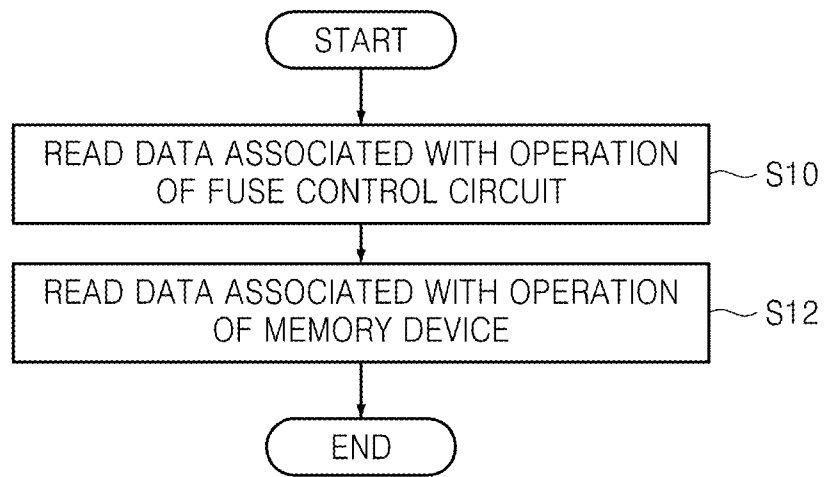 START
READ DATA ASSOCIATED WITH OPERATION
OF FUSE CONTROL CIRCUIT
S10
READ DATA ASSOCIATED WITH OPERATION
OF MEMORY DEVICE
S12
END